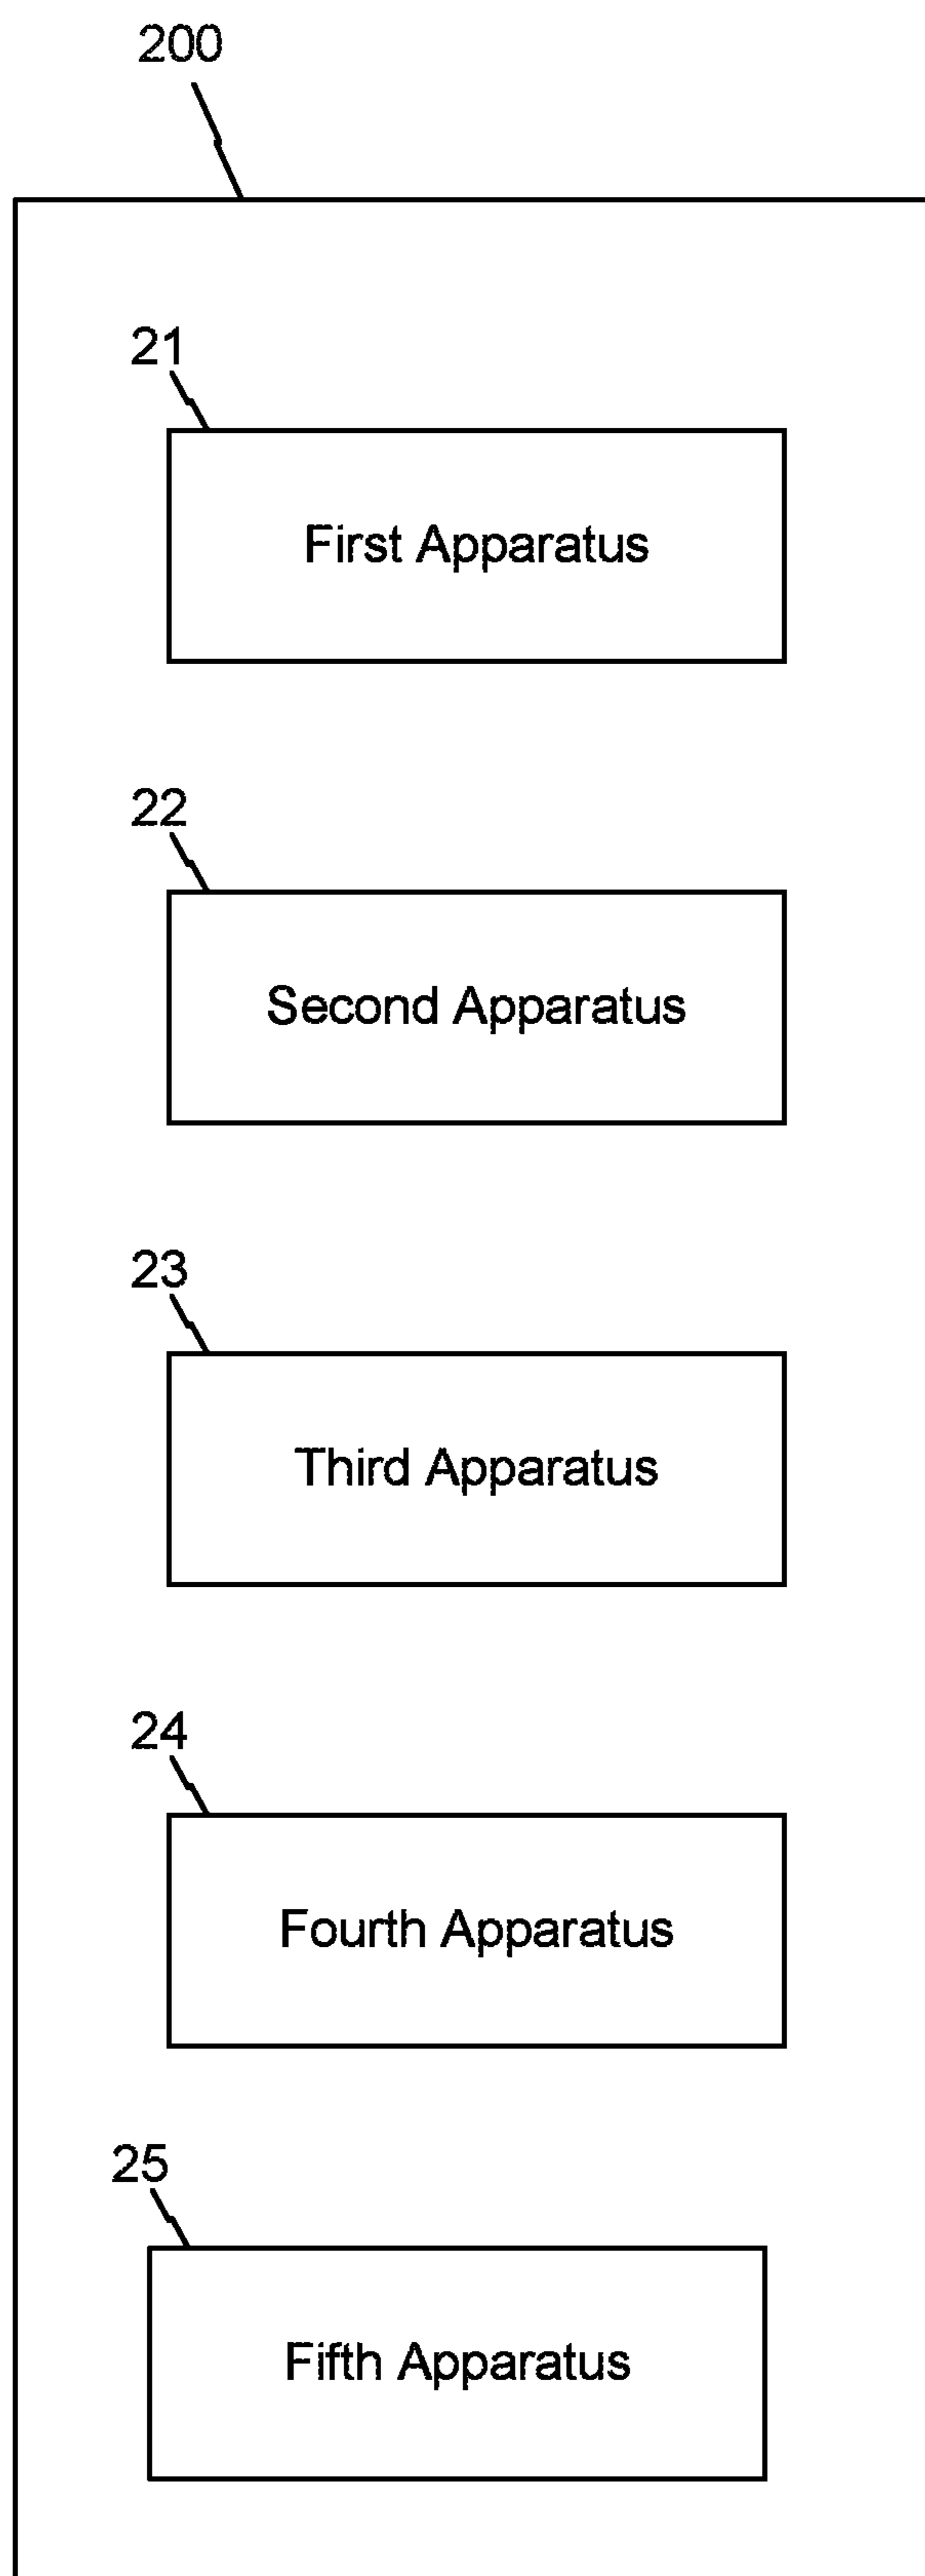 200
21
First Apparatus
22
Second Apparatus
23
Third Apparatus
24
Fourth Apparatus
25
Fifth Apparatus